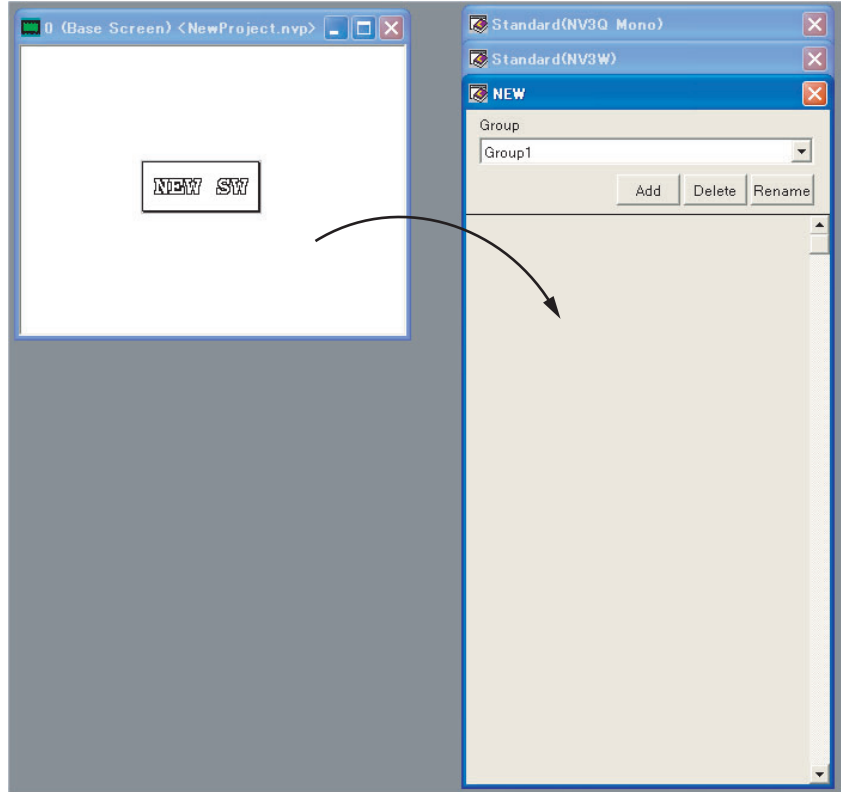 0 (Base Screen) <NewProject.nvp>
NEW SW
Standard(NV3Q Mono)
Standard(NV3W)
NEW
Group
Group1
Add Delete Rename